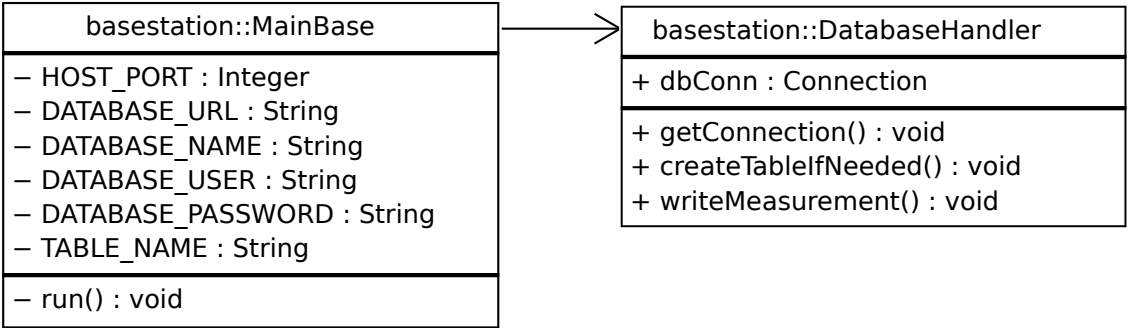 basestation::MainBase
− HOST_PORT : Integer
− DATABASE_URL : String
− DATABASE_NAME : String
− DATABASE_USER : String
− DATABASE_PASSWORD : String
− TABLE_NAME : String
− run() : void
basestation::DatabaseHandler
+ dbConn : Connection
+ getConnection() : void
+ createTableIfNeeded() : void
+ writeMeasurement() : void